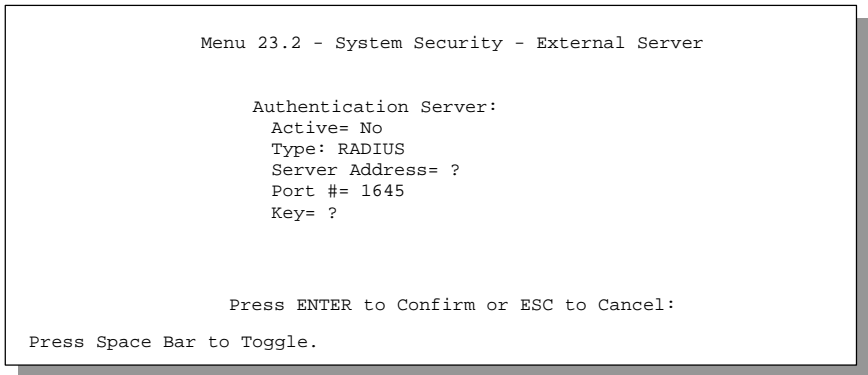 Menu 23.2 - System Security - External Server
Authentication Server:
Active= No
Type: RADIUS
Server Address= ?
Port #= 1645
Key= ?
Press ENTER to Confirm or ESC to Cancel:
Press Space Bar to Toggle.